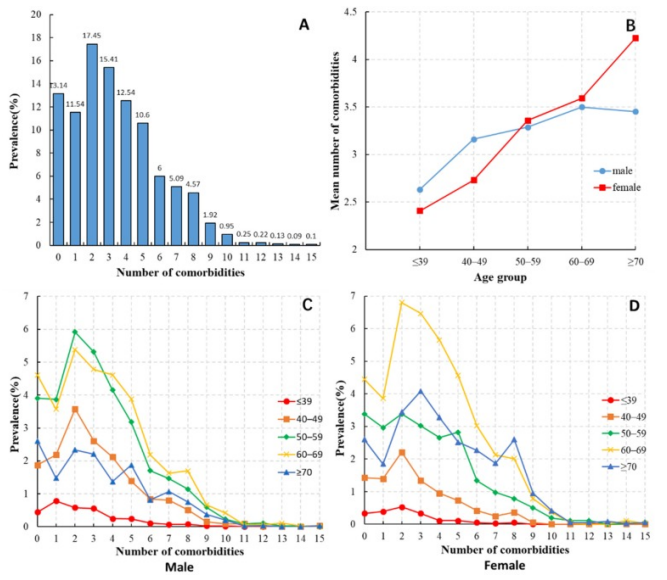 A
20
18
16
14
12
10
8
6
4
2
0
Prevalence(%)
13.14
11.54
17.45
15.41
12.54
10.6
6
5.09
4.57
1.92
0.95
0.25
0.22
0.13
0.09
0.1
0 1 2 3 4 5 6 7 8 9 10 11 12 13 14 15
Number of comorbidities
B
4.5
4
3.5
3
2.5
2
Mean number of comorbidities
male
female
≤39 40–49 50–59 60–69 ≥70
Age group
C
7
6
5
4
3
2
1
0
Prevalence(%)
≤39
40–49
50–59
60–69
≥70
0 1 2 3 4 5 6 7 8 9 10 11 12 13 14 15
Number of comorbidities
Male
D
7
6
5
4
3
2
1
0
Prevalence(%)
≤39
40–49
50–59
60–69
≥70
0 1 2 3 4 5 6 7 8 9 10 11 12 13 14 15
Number of comorbidities
Female